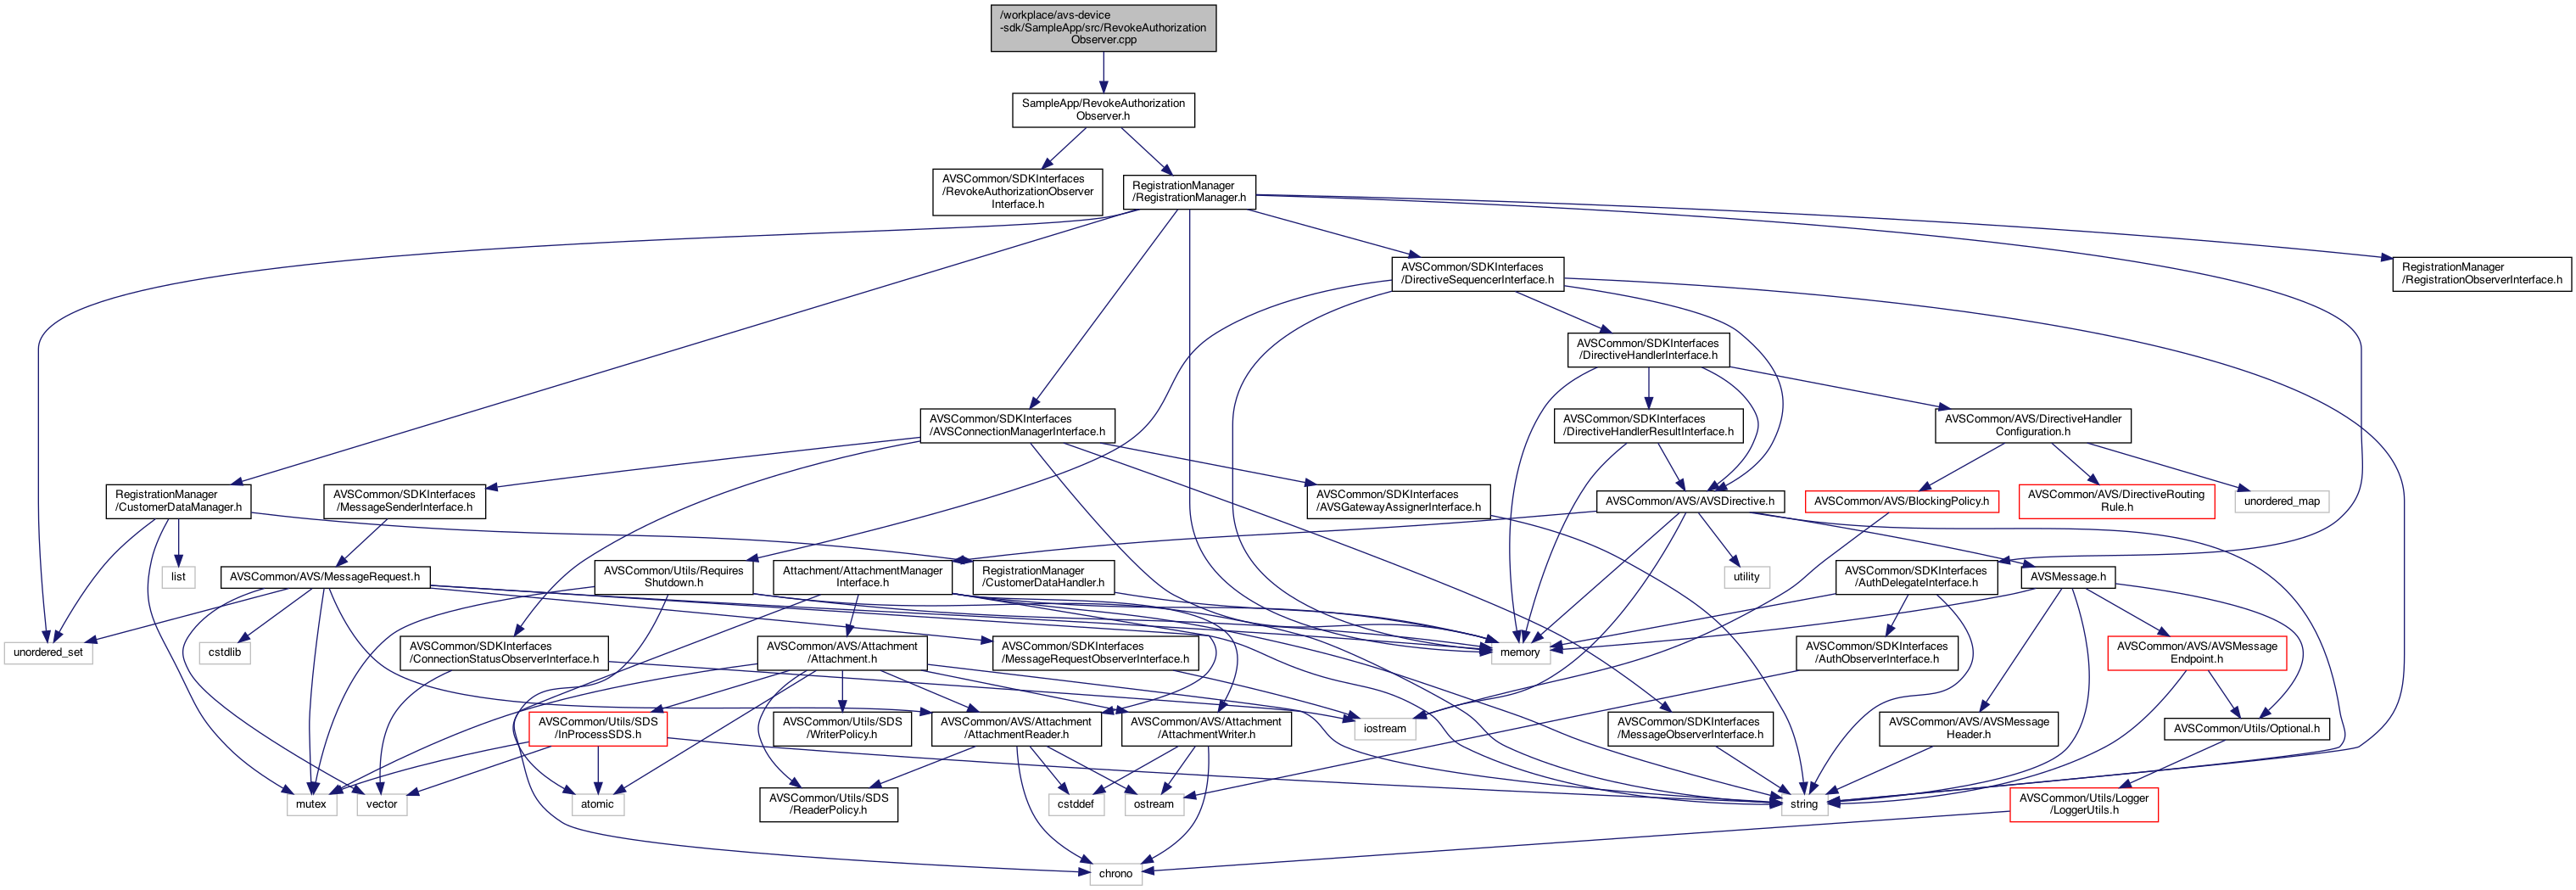 /workplace/avs-device
-sdk/SampleApp/src/RevokeAuthorization
Observer.cpp
SampleApp/RevokeAuthorization
Observer.h
AVSCommon/SDKInterfaces
/RevokeAuthorizationObserver
Interface.h
RegistrationManager
/RegistrationManager.h
AVSCommon/SDKInterfaces
/DirectiveSequencerInterface.h
RegistrationManager
/RegistrationObserverInterface.h
AVSCommon/SDKInterfaces
/DirectiveHandlerInterface.h
AVSCommon/SDKInterfaces
/AVSConnectionManagerInterface.h
AVSCommon/SDKInterfaces
/DirectiveHandlerResultInterface.h
AVSCommon/AVS/DirectiveHandler
Configuration.h
RegistrationManager
/CustomerDataManager.h
AVSCommon/SDKInterfaces
/MessageSenderInterface.h
AVSCommon/SDKInterfaces
/AVSGatewayAssignerInterface.h
AVSCommon/AVS/AVSDirective.h
AVSCommon/AVS/BlockingPolicy.h
AVSCommon/AVS/DirectiveRouting
Rule.h
unordered_map
list
AVSCommon/AVS/MessageRequest.h
AVSCommon/Utils/Requires
Shutdown.h
Attachment/AttachmentManager
Interface.h
RegistrationManager
/CustomerDataHandler.h
utility
AVSCommon/SDKInterfaces
/AuthDelegateInterface.h
AVSMessage.h
unordered_set
cstdlib
AVSCommon/SDKInterfaces
/ConnectionStatusObserverInterface.h
AVSCommon/AVS/Attachment
/Attachment.h
AVSCommon/SDKInterfaces
/MessageRequestObserverInterface.h
memory
AVSCommon/SDKInterfaces
/AuthObserverInterface.h
AVSCommon/AVS/AVSMessage
Endpoint.h
AVSCommon/Utils/SDS
/InProcessSDS.h
AVSCommon/Utils/SDS
/WriterPolicy.h
AVSCommon/AVS/Attachment
/AttachmentReader.h
AVSCommon/AVS/Attachment
/AttachmentWriter.h
iostream
AVSCommon/SDKInterfaces
/MessageObserverInterface.h
AVSCommon/AVS/AVSMessage
Header.h
AVSCommon/Utils/Optional.h
mutex
vector
atomic
AVSCommon/Utils/SDS
/ReaderPolicy.h
cstddef
ostream
string
AVSCommon/Utils/Logger
/LoggerUtils.h
chrono